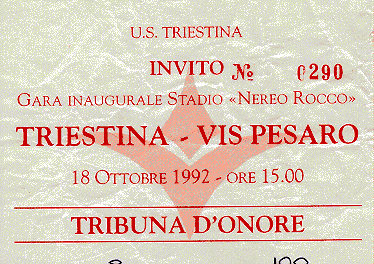 U.S. TRIESTINA
INVITO № 0290
GARA INAUGURALE STADIO «NEREO ROCCO»
TRIESTINA - VIS PESARO
18 OTTOBRE 1992 - ORE 15.00
TRIBUNA D'ONORE